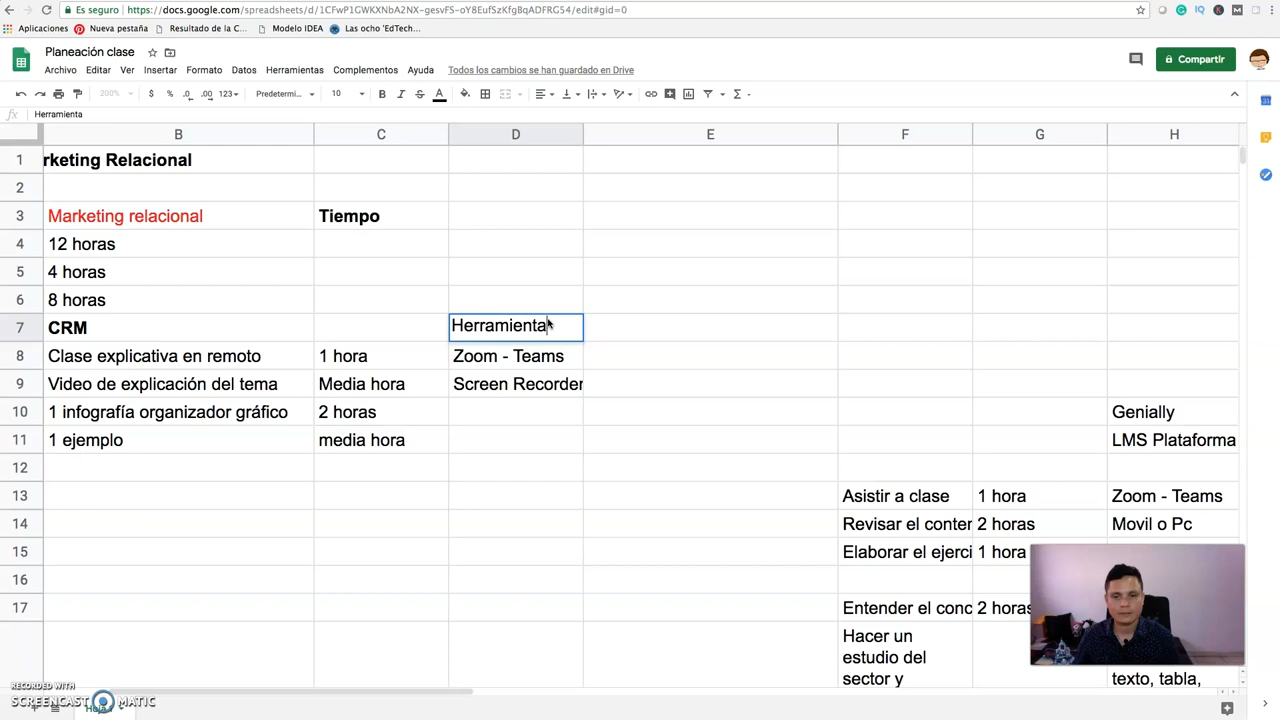 Es seguro | https://docs.google.com/spreadsheets/d/1CFwP1GWKXNbA2NX-gesvFS-oY8EufSzKfgBqADFRG54/edit#gid=0
Aplicaciones Nueva pestaña Resultado de la C... Modelo IDEA Las ocho 'EdTech...
Planeación clase
Compartir
Archivo Editar Ver Insertar Formato Datos Herramientas Complementos Ayuda Todos los cambios se han guardado en Drive
200% $ % .0 .00 123 Predetermi... 10 B I S A
fx Herramienta
B C D E F G H
1 rketing Relacional
2
3 Marketing relacional Tiempo
4 12 horas
5 4 horas
6 8 horas
7 CRM Herramienta
8 Clase explicativa en remoto 1 hora Zoom - Teams
9 Video de explicación del tema Media hora Screen Recorder
10 1 infografía organizador gráfico 2 horas Genially
11 1 ejemplo media hora LMS Plataforma
12
13 Asistir a clase 1 hora Zoom - Teams
14 Revisar el conter 2 horas Movil o Pc
15 Elaborar el ejerci 1 hora
16
17 Entender el conc 2 horas
Hacer un
estudio del
sector y texto, tabla,
RECORDED WITH
SCREENCAST MATIC